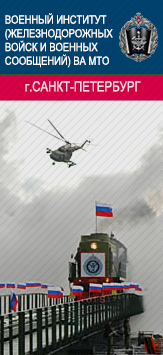 ВОЕННЫЙ ИНСТИТУТ
(ЖЕЛЕЗНОДОРОЖНЫХ
ВОЙСК И ВОЕННЫХ
СООБЩЕНИЙ) ВА МТО
г.САНКТ-ПЕТЕРБУРГ